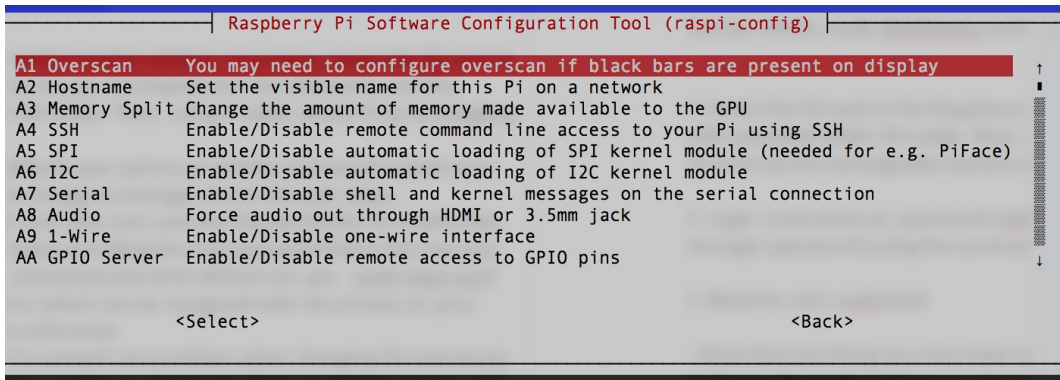 Raspberry Pi Software Configuration Tool (raspi-config)
A1 Overscan You may need to configure overscan if black bars are present on display
A2 Hostname Set the visible name for this Pi on a network
A3 Memory Split Change the amount of memory made available to the GPU
A4 SSH Enable/Disable remote command line access to your Pi using SSH
A5 SPI Enable/Disable automatic loading of SPI kernel module (needed for e.g. PiFace)
A6 I2C Enable/Disable automatic loading of I2C kernel module
A7 Serial Enable/Disable shell and kernel messages on the serial connection
A8 Audio Force audio out through HDMI or 3.5mm jack
A9 1-Wire Enable/Disable one-wire interface
AA GPIO Server Enable/Disable remote access to GPIO pins
<Select> <Back>